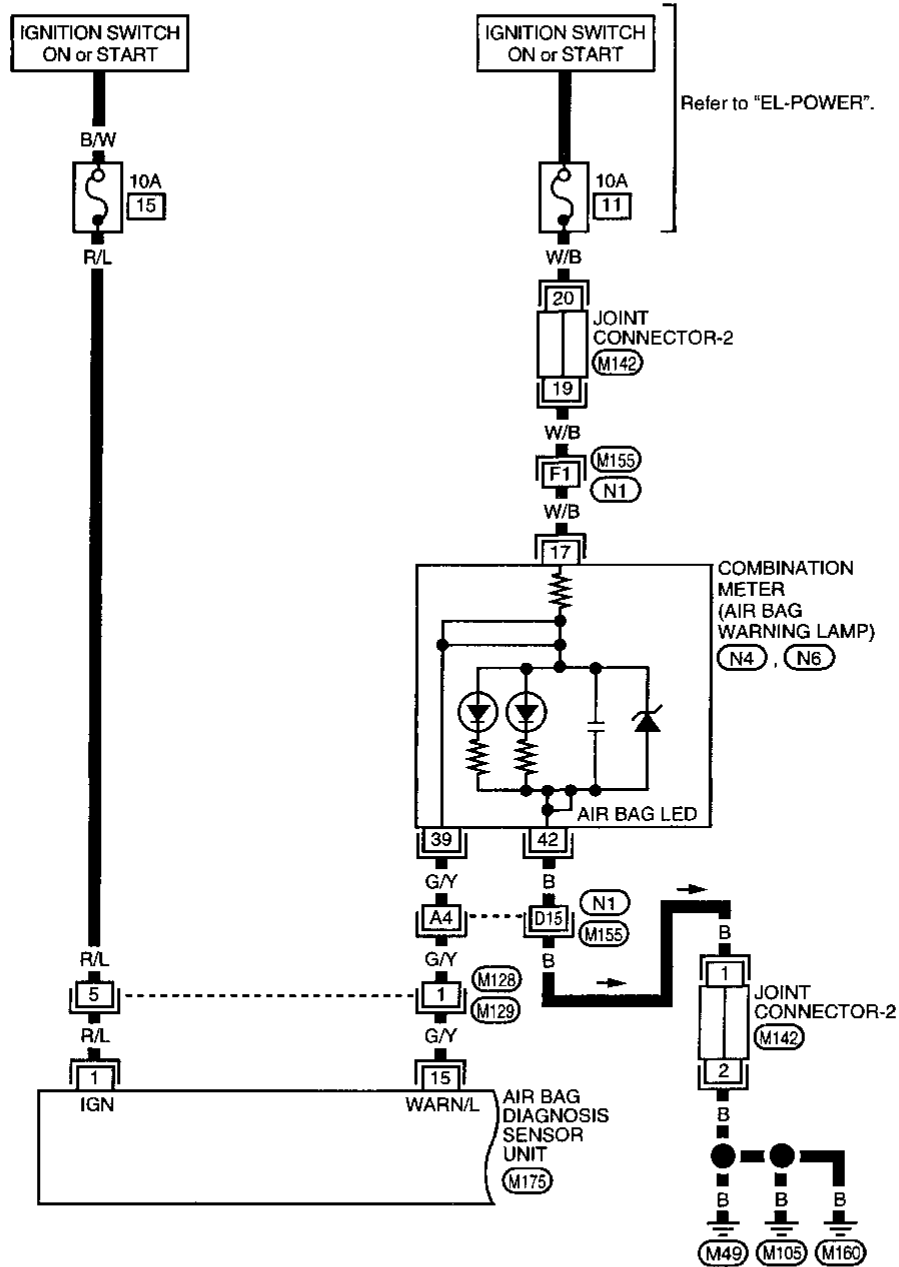 IGNITION SWITCH
ON or START
IGNITION SWITCH
ON or START
Refer to "EL-POWER".
B/W
10A
15
10A
11
R/L
W/B
20
JOINT
CONNECTOR-2
M142
19
W/B
F1
M155
N1
W/B
17
COMBINATION
METER
(AIR BAG
WARNING LAMP)
N4 , N6
AIR BAG LED
39
42
G/Y
B
A4
D15
N1
M155
G/Y
B
B
R/L
5
1
M128
M129
1
JOINT
CONNECTOR-2
M142
2
R/L
G/Y
1
15
IGN
WARN/L
AIR BAG
DIAGNOSIS
SENSOR
UNIT
M175
B
B
B
B
M49
M105
M160